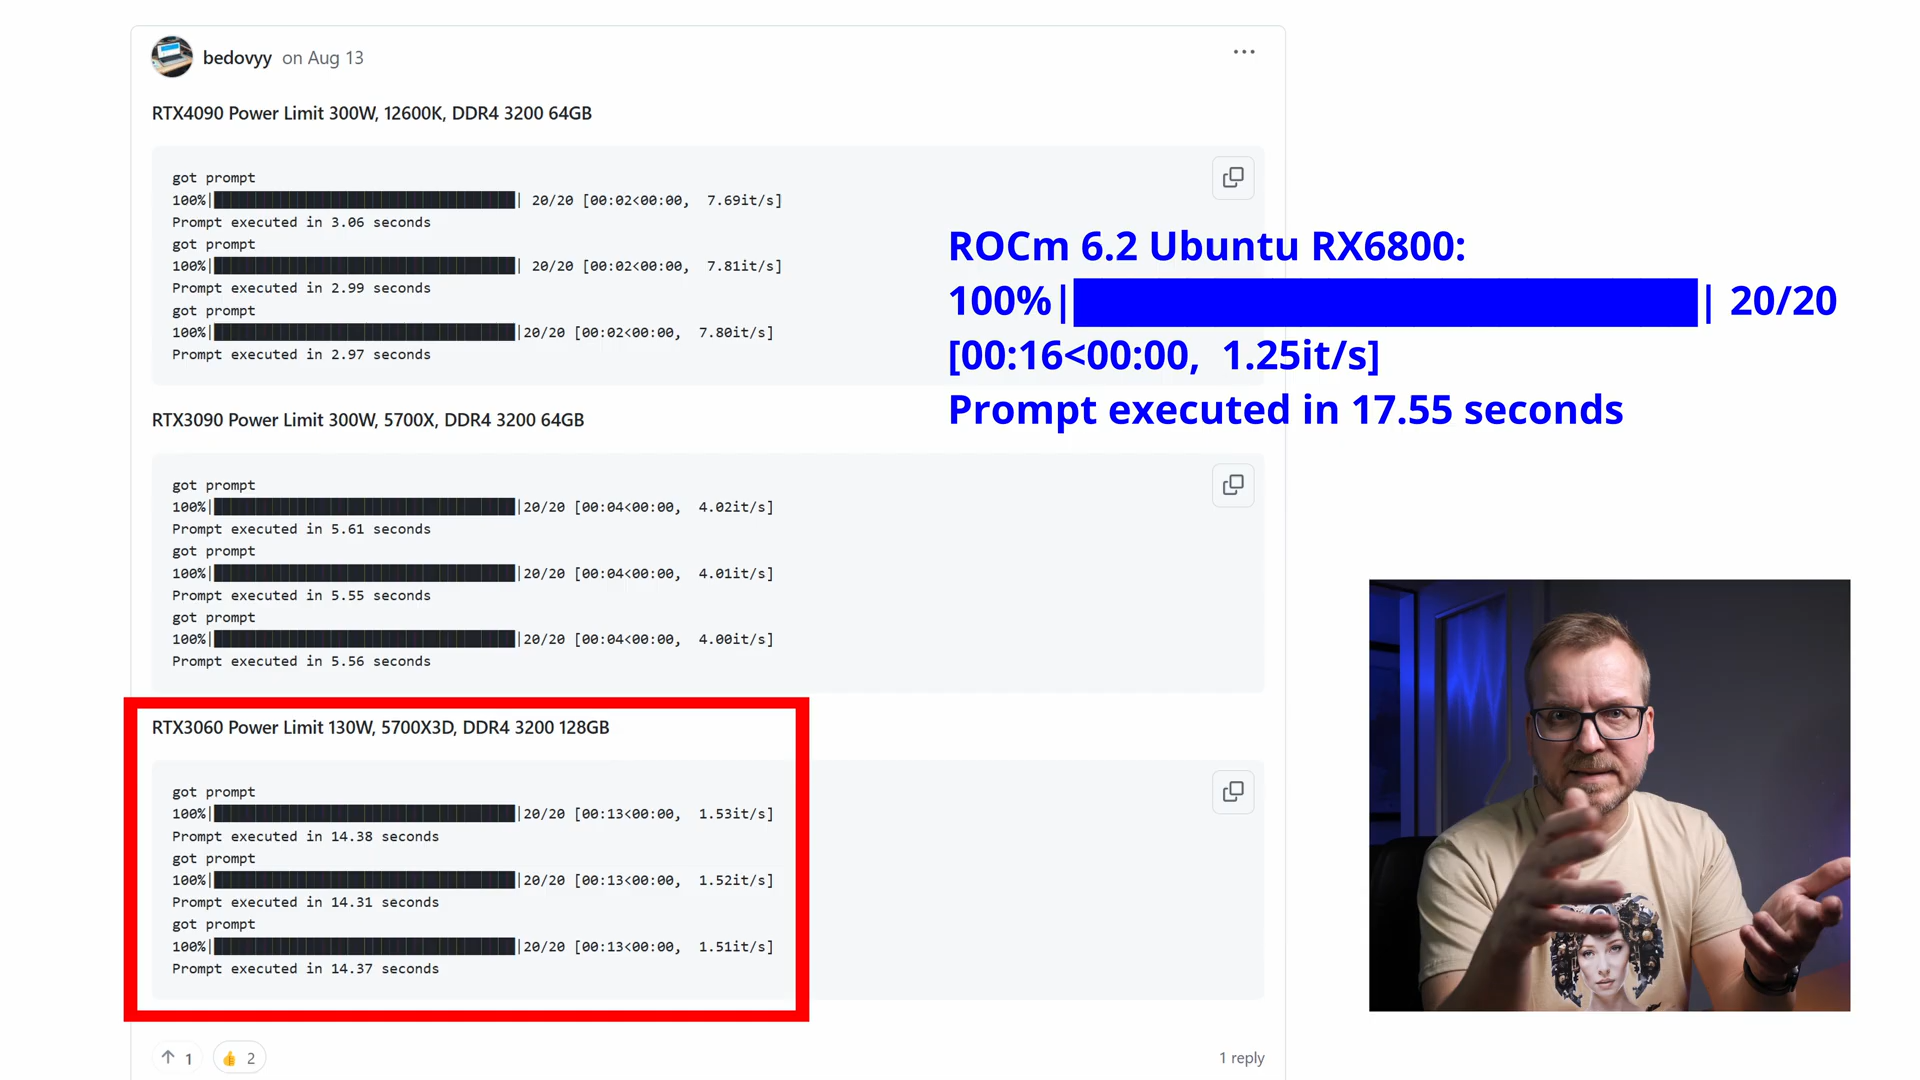 bedovyy on Aug 13
RTX4090 Power Limit 300W, 12600K, DDR4 3200 64GB
got prompt
100%|██████████████████████████████| 20/20 [00:02<00:00,  7.69it/s]
Prompt executed in 3.06 seconds
got prompt
100%|██████████████████████████████| 20/20 [00:02<00:00,  7.81it/s]
Prompt executed in 2.99 seconds
got prompt
100%|██████████████████████████████|20/20 [00:02<00:00,  7.80it/s]
Prompt executed in 2.97 seconds
ROCm 6.2 Ubuntu RX6800:
100%|██████████████████████████████| 20/20
[00:16<00:00,  1.25it/s]
Prompt executed in 17.55 seconds
RTX3090 Power Limit 300W, 5700X, DDR4 3200 64GB
got prompt
100%|██████████████████████████████|20/20 [00:04<00:00,  4.02it/s]
Prompt executed in 5.61 seconds
got prompt
100%|██████████████████████████████|20/20 [00:04<00:00,  4.01it/s]
Prompt executed in 5.55 seconds
got prompt
100%|██████████████████████████████|20/20 [00:04<00:00,  4.00it/s]
Prompt executed in 5.56 seconds
RTX3060 Power Limit 130W, 5700X3D, DDR4 3200 128GB
got prompt
100%|██████████████████████████████|20/20 [00:13<00:00,  1.53it/s]
Prompt executed in 14.38 seconds
got prompt
100%|██████████████████████████████|20/20 [00:13<00:00,  1.52it/s]
Prompt executed in 14.31 seconds
got prompt
100%|██████████████████████████████|20/20 [00:13<00:00,  1.51it/s]
Prompt executed in 14.37 seconds
↑ 1 👍 2 1 reply